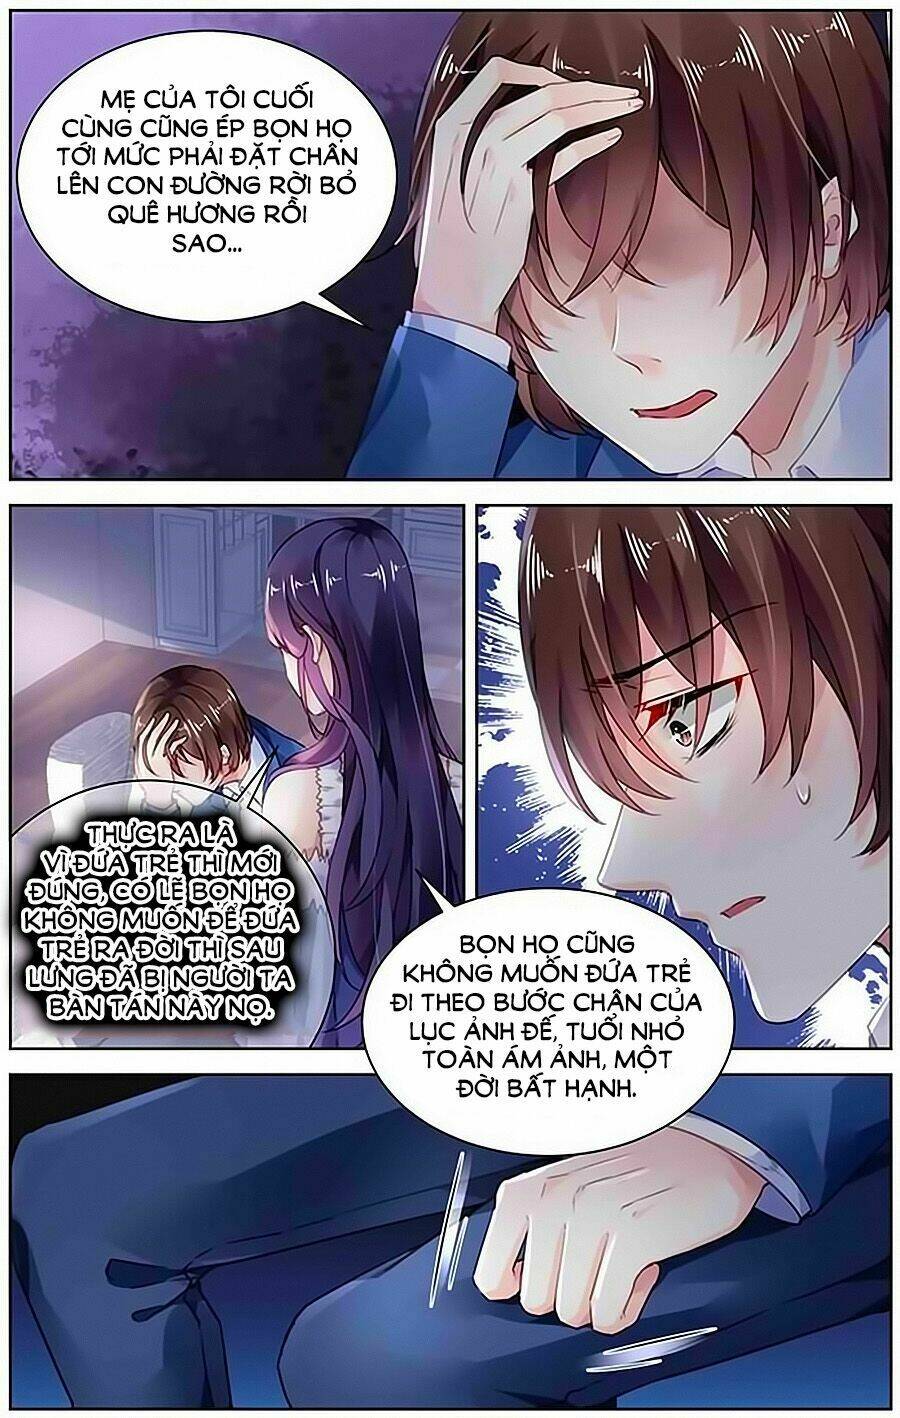 MẸ CỦA TÔI CUỐI
CÙNG CŨNG ÉP BỌN HỌ
TỚI MỨC PHẢI ĐẶT CHÂN
LÊN CON ĐƯỜNG RỜI BỎ
QUÊ HƯƠNG RỒI
SAO...
THỰC RA LÀ
VÌ ĐỨA TRẺ THÌ MỚI
ĐÚNG, CÓ LẼ BỌN HỌ
KHÔNG MUỐN ĐỂ ĐỨA
TRẺ RA ĐỜI THÌ SAU
LƯNG ĐÃ BỊ NGƯỜI TA
BÀN TÁN NÀY NỌ.
BỌN HỌ CŨNG
KHÔNG MUỐN ĐỨA TRẺ
ĐI THEO BƯỚC CHÂN CỦA
LỤC ẢNH ĐẾ, TUỔI NHỎ
TOÀN ÁM ẢNH, MỘT
ĐỜI BẤT HẠNH.